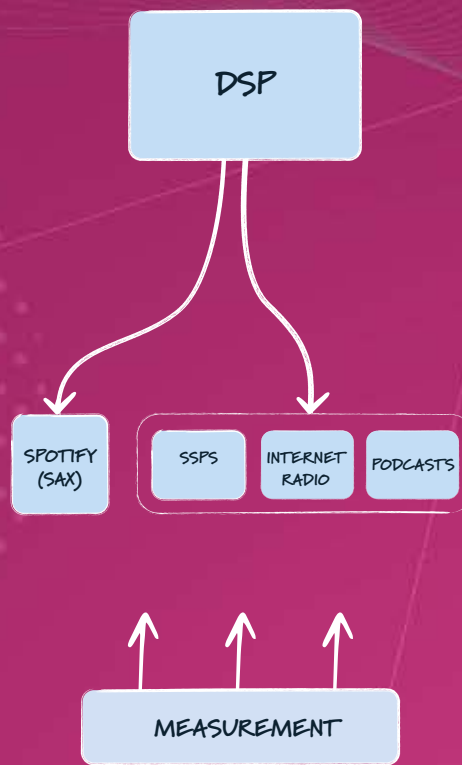 DSP
SPOTIFY
(SAX)
SSPS
INTERNET
RADIO
PODCASTS
MEASUREMENT